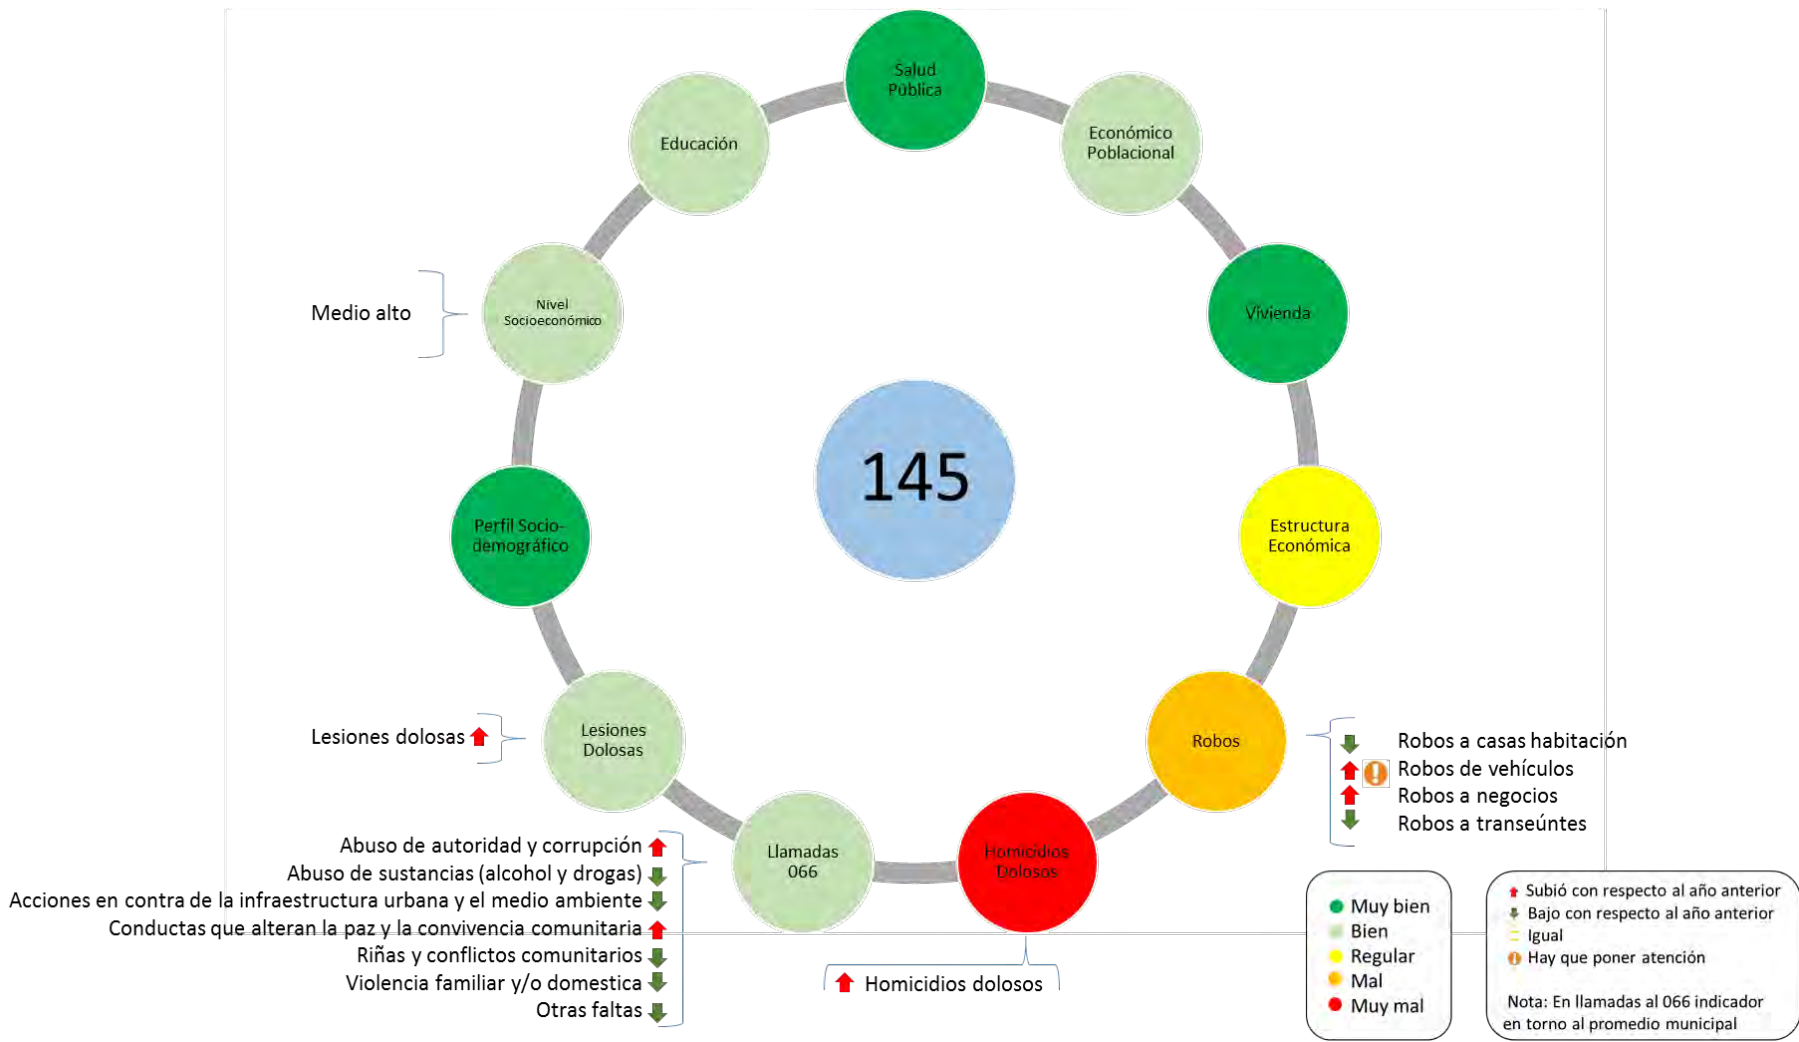 Salud
Pública
Económico
Poblacional
Educación
Vivienda
Nivel
Socioeconómico
Medio alto
145
Perfil Socio-
demográfico
Estructura
Económica
Lesiones
Dolosas
Lesiones dolosas
Robos
Robos a casas habitación
Robos de vehículos
Robos a negocios
Robos a transeúntes
Llamadas
066
Abuso de autoridad y corrupción
Abuso de sustancias (alcohol y drogas)
Acciones en contra de la infraestructura urbana y el medio ambiente
Conductas que alteran la paz y la convivencia comunitaria
Riñas y conflictos comunitarios
Violencia familiar y/o domestica
Otras faltas
Homicidios
Dolosos
Homicidios dolosos
Muy bien
Bien
Regular
Mal
Muy mal
Subió con respecto al año anterior
Bajo con respecto al año anterior
Igual
Hay que poner atención
Nota: En llamadas al 066 indicador
en torno al promedio municipal